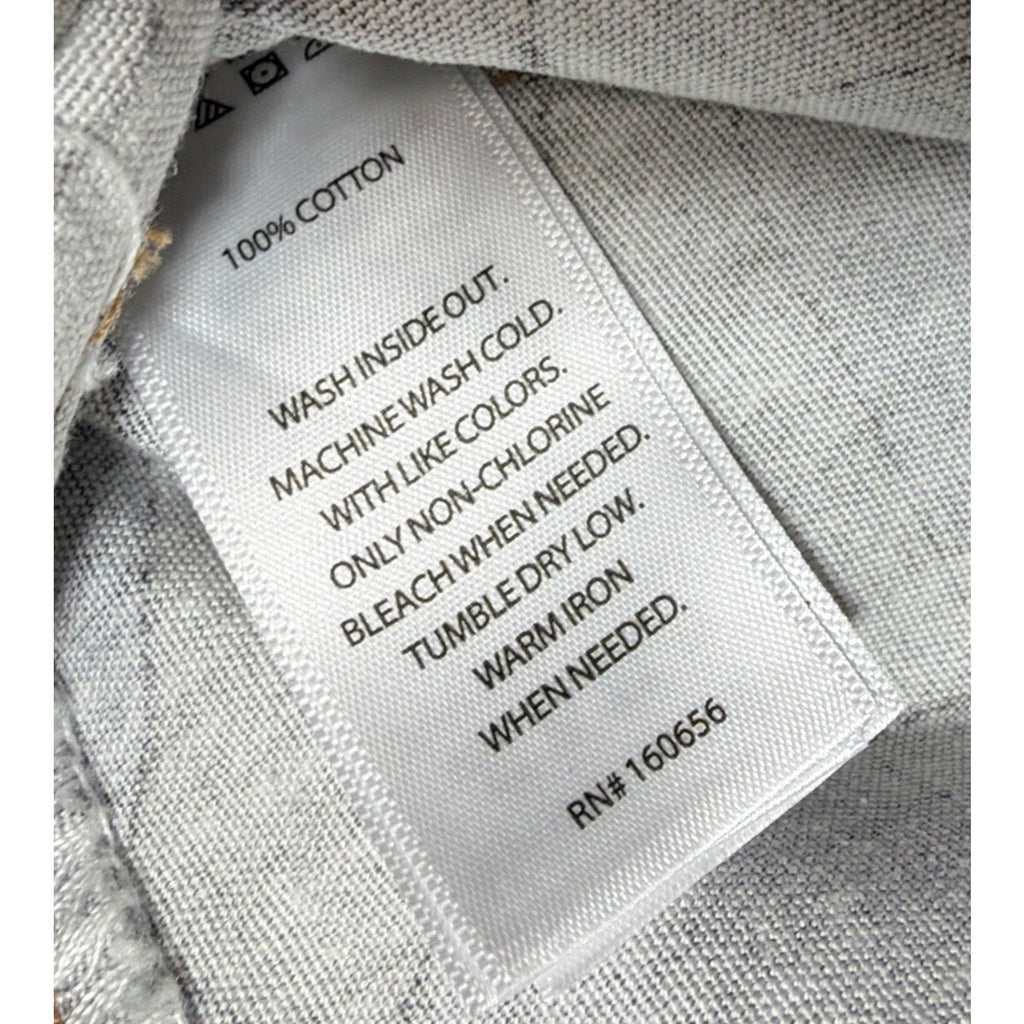 100% COTTON
WASH INSIDE OUT.
MACHINE WASH COLD.
WITH LIKE COLORS.
ONLY NON-CHLORINE
BLEACH WHEN NEEDED.
TUMBLE DRY LOW.
WARM IRON
WHEN NEEDED.
RN# 160656